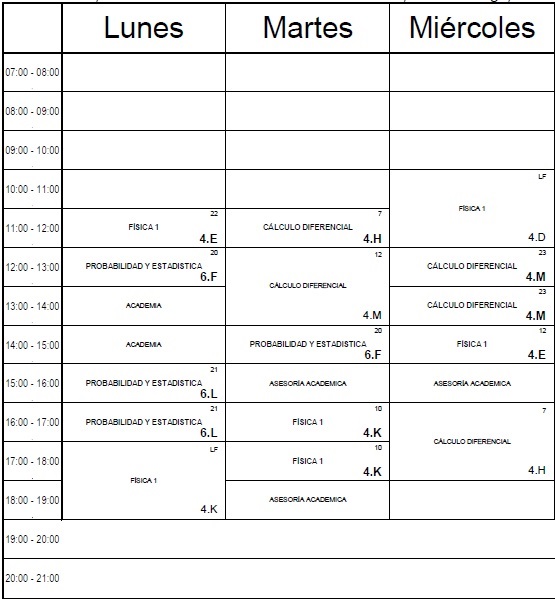 Lunes Martes Miércoles
07:00 - 08:00
08:00 - 09:00
09:00 - 10:00
10:00 - 11:00
LF
FÍSICA 1
4.D
11:00 - 12:00
22
FÍSICA 1
4.E
7
CÁLCULO DIFERENCIAL
4.H
12:00 - 13:00
20
PROBABILIDAD Y ESTADISTICA
6.F
12
CÁLCULO DIFERENCIAL
4.M
23
CÁLCULO DIFERENCIAL
4.M
13:00 - 14:00
ACADEMIA
23
CÁLCULO DIFERENCIAL
4.M
14:00 - 15:00
ACADEMIA
20
PROBABILIDAD Y ESTADISTICA
6.F
12
FÍSICA 1
4.E
15:00 - 16:00
21
PROBABILIDAD Y ESTADISTICA
6.L
ASESORÍA ACADEMICA
ASESORÍA ACADEMICA
16:00 - 17:00
21
PROBABILIDAD Y ESTADISTICA
6.L
10
FÍSICA 1
4.K
7
CÁLCULO DIFERENCIAL
4.H
17:00 - 18:00
LF
FÍSICA 1
4.K
10
FÍSICA 1
4.K
18:00 - 19:00
ASESORÍA ACADEMICA
19:00 - 20:00
20:00 - 21:00